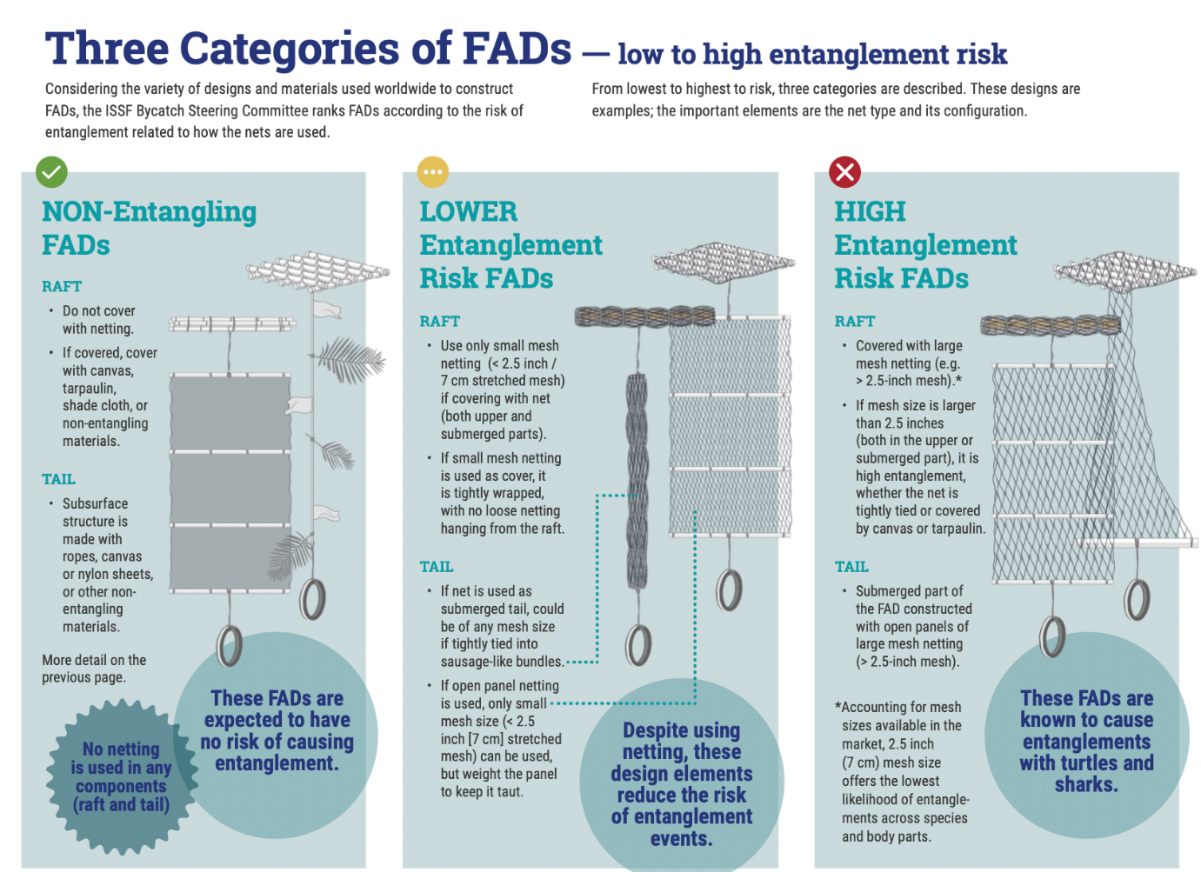 Three Categories of FADs — low to high entanglement risk
Considering the variety of designs and materials used worldwide to construct
FADs, the ISSF Bycatch Steering Committee ranks FADs according to the risk of
entanglement related to how the nets are used.
From lowest to highest to risk, three categories are described. These designs are
examples; the important elements are the net type and its configuration.
NON-Entangling
FADs
RAFT
• Do not cover
with netting.
• If covered, cover
with canvas,
tarpaulin,
shade cloth, or
non-entangling
materials.
TAIL
• Subsurface
structure is
made with
ropes, canvas
or nylon sheets,
or other non-
entangling
materials.
More detail on the
previous page.
No netting
is used in any
components
(raft and tail)
These FADs are
expected to have
no risk of causing
entanglement.
LOWER
Entanglement
Risk FADs
RAFT
• Use only small mesh
netting (< 2.5 inch /
7 cm stretched mesh)
if covering with net
(both upper and
submerged parts).
• If small mesh netting
is used as cover, it
is tightly wrapped,
with no loose netting
hanging from the raft.
TAIL
• If net is used as
submerged tail, could
be of any mesh size
if tightly tied into
sausage-like bundles.
• If open panel netting
is used, only small
mesh size (< 2.5
inch [7 cm] stretched
mesh) can be used,
but weight the panel
to keep it taut.
Despite using
netting, these
design elements
reduce the risk
of entanglement
events.
HIGH
Entanglement
Risk FADs
RAFT
• Covered with large
mesh netting (e.g.
> 2.5-inch mesh).*
• If mesh size is larger
than 2.5 inches
(both in the upper or
submerged part), it is
high entanglement,
whether the net is
tightly tied or covered
by canvas or tarpaulin.
TAIL
• Submerged part of
the FAD constructed
with open panels of
large mesh netting
(> 2.5-inch mesh).
*Accounting for mesh
sizes available in the
market, 2.5 inch
(7 cm) mesh size
offers the lowest
likelihood of entangle-
ments across species
and body parts.
These FADs are
known to cause
entanglements
with turtles and
sharks.